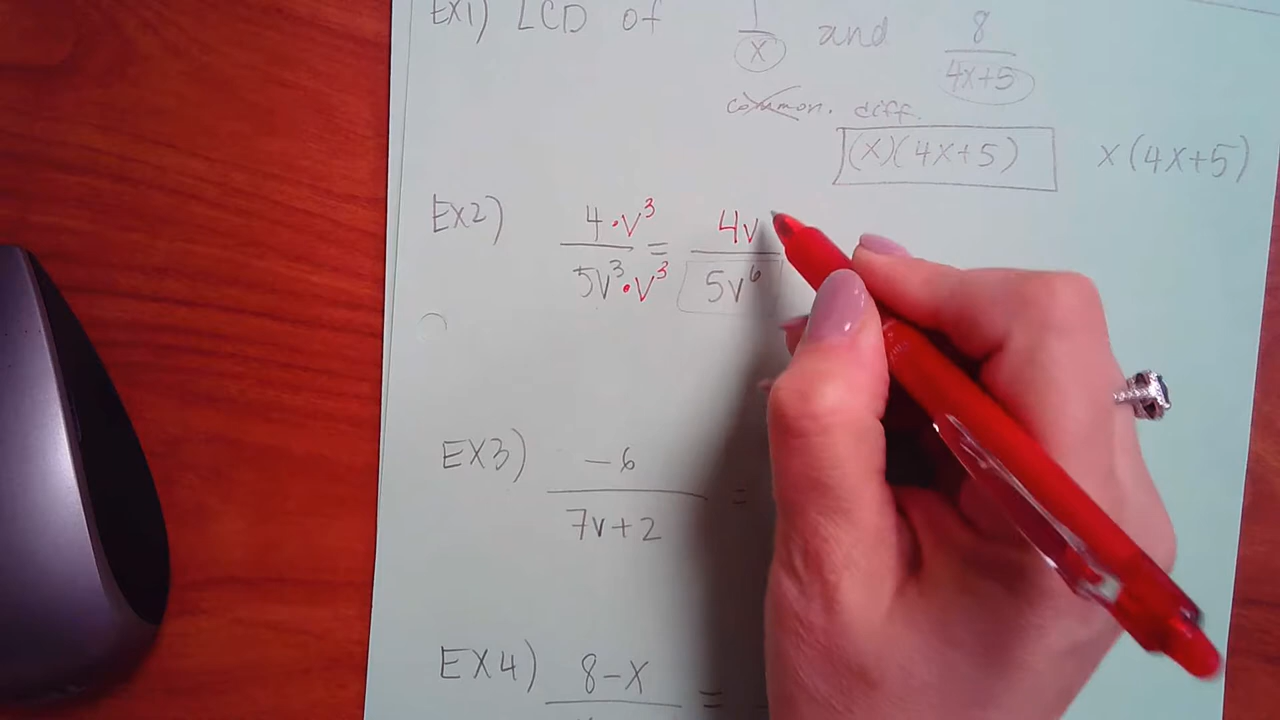 EX1) LCD of 1/x and 8/4x+5
common. diff.
(x)(4x+5) x(4x+5)
EX2) 4·v³/5v³·v³ = 4v/5v⁶
EX3) -6/7v+2 =
EX4) 8-x =